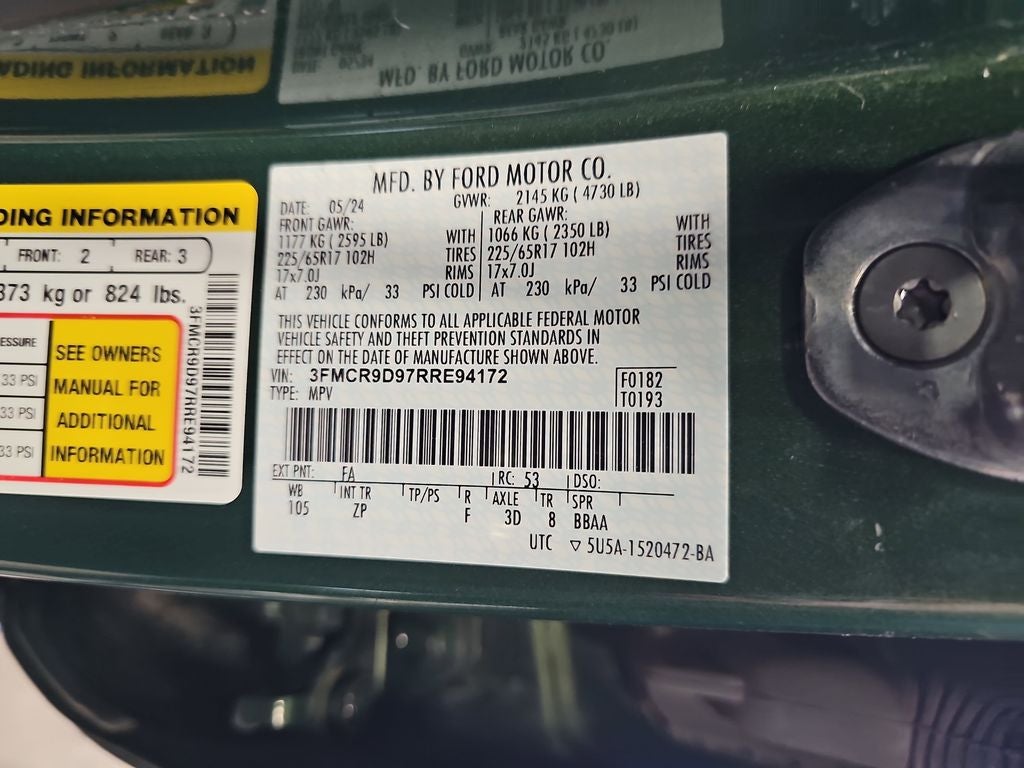 DING INFORMATION
FRONT: 2 REAR: 3
373 kg or 824 lbs.
ESSURE
33 PSI
33 PSI
33 PSI
SEE OWNERS
MANUAL FOR
ADDITIONAL
INFORMATION
3FMCR9D97RRE94172
MFD. BY FORD MOTOR CO.
DATE: 05/24 GVWR: 2145 KG ( 4730 LB)
FRONT GAWR: REAR GAWR:
1177 KG ( 2595 LB) WITH 1066 KG ( 2350 LB) WITH
225/65R17 102H TIRES 225/65R17 102H TIRES
17x7.0J RIMS 17x7.0J RIMS
AT 230 kPa/ 33 PSI COLD AT 230 kPa/ 33 PSI COLD
THIS VEHICLE CONFORMS TO ALL APPLICABLE FEDERAL MOTOR
VEHICLE SAFETY AND THEFT PREVENTION STANDARDS IN
EFFECT ON THE DATE OF MANUFACTURE SHOWN ABOVE.
VIN: 3FMCR9D97RRE94172 F0182
TYPE: MPV T0193
EXT PNT: FA RC: 53 DSO:
WB INT TR TP/PS R AXLE TR SPR
105 ZP F 3D 8 BBAA
UTC ▽ 5U5A-1520472-BA